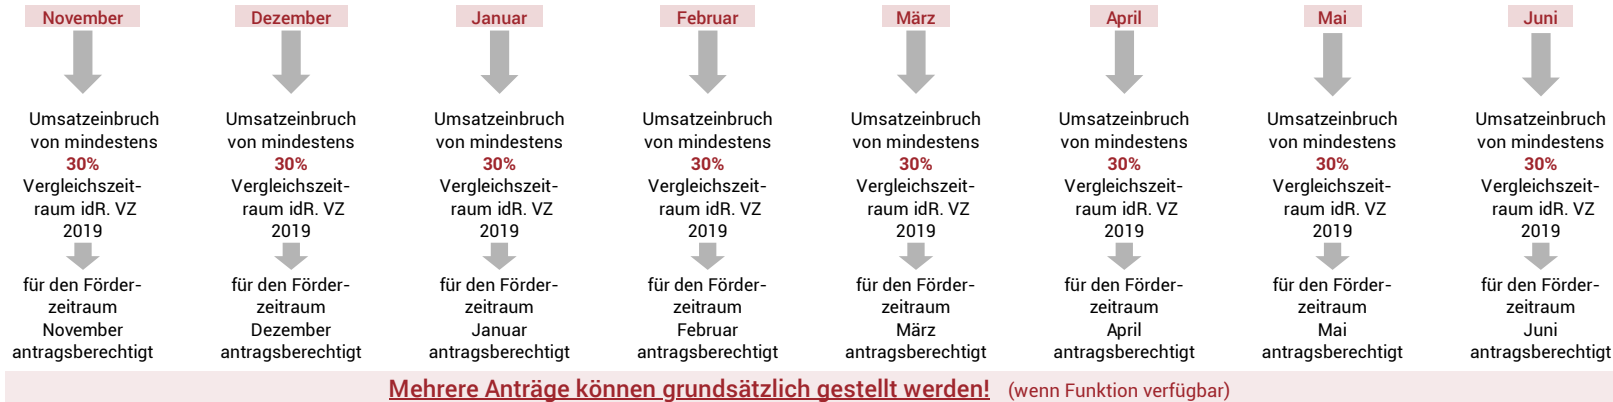 November
Umsatzeinbruch
von mindestens
30%
Vergleichszeit-
raum idR. VZ
2019
für den Förder-
zeitraum
November
antragsberechtigt
Dezember
Umsatzeinbruch
von mindestens
30%
Vergleichszeit-
raum idR. VZ
2019
für den Förder-
zeitraum
Dezember
antragsberechtigt
Januar
Umsatzeinbruch
von mindestens
30%
Vergleichszeit-
raum idR. VZ
2019
für den Förder-
zeitraum
Januar
antragsberechtigt
Februar
Umsatzeinbruch
von mindestens
30%
Vergleichszeit-
raum idR. VZ
2019
für den Förder-
zeitraum
Februar
antragsberechtigt
März
Umsatzeinbruch
von mindestens
30%
Vergleichszeit-
raum idR. VZ
2019
für den Förder-
zeitraum
März
antragsberechtigt
April
Umsatzeinbruch
von mindestens
30%
Vergleichszeit-
raum idR. VZ
2019
für den Förder-
zeitraum
April
antragsberechtigt
Mai
Umsatzeinbruch
von mindestens
30%
Vergleichszeit-
raum idR. VZ
2019
für den Förder-
zeitraum
Mai
antragsberechtigt
Juni
Umsatzeinbruch
von mindestens
30%
Vergleichszeit-
raum idR. VZ
2019
für den Förder-
zeitraum
Juni
antragsberechtigt
Mehrere Anträge können grundsätzlich gestellt werden! (wenn Funktion verfügbar)